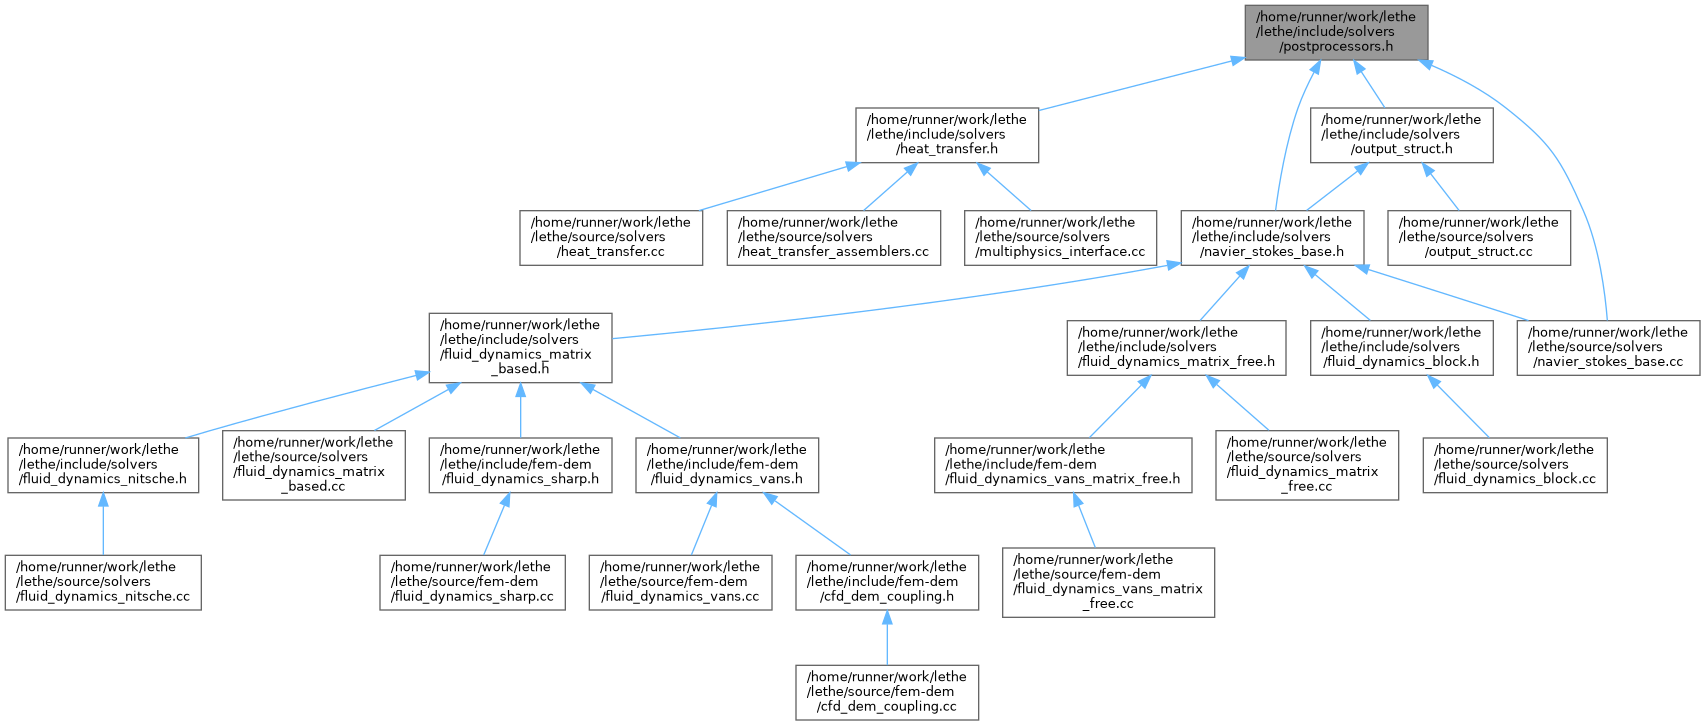 /home/runner/work/lethe
/lethe/include/solvers
/postprocessors.h
/home/runner/work/lethe
/lethe/include/solvers
/heat_transfer.h
/home/runner/work/lethe
/lethe/include/solvers
/output_struct.h
/home/runner/work/lethe
/lethe/source/solvers
/heat_transfer.cc
/home/runner/work/lethe
/lethe/source/solvers
/heat_transfer_assemblers.cc
/home/runner/work/lethe
/lethe/source/solvers
/multiphysics_interface.cc
/home/runner/work/lethe
/lethe/include/solvers
/navier_stokes_base.h
/home/runner/work/lethe
/lethe/source/solvers
/output_struct.cc
/home/runner/work/lethe
/lethe/include/solvers
/fluid_dynamics_matrix
_based.h
/home/runner/work/lethe
/lethe/include/solvers
/fluid_dynamics_matrix_free.h
/home/runner/work/lethe
/lethe/include/solvers
/fluid_dynamics_block.h
/home/runner/work/lethe
/lethe/source/solvers
/navier_stokes_base.cc
/home/runner/work/lethe
/lethe/include/solvers
/fluid_dynamics_nitsche.h
/home/runner/work/lethe
/lethe/source/solvers
/fluid_dynamics_matrix
_based.cc
/home/runner/work/lethe
/lethe/include/fem-dem
/fluid_dynamics_sharp.h
/home/runner/work/lethe
/lethe/include/fem-dem
/fluid_dynamics_vans.h
/home/runner/work/lethe
/lethe/include/fem-dem
/fluid_dynamics_vans_matrix_free.h
/home/runner/work/lethe
/lethe/source/solvers
/fluid_dynamics_matrix
_free.cc
/home/runner/work/lethe
/lethe/source/solvers
/fluid_dynamics_block.cc
/home/runner/work/lethe
/lethe/source/solvers
/fluid_dynamics_nitsche.cc
/home/runner/work/lethe
/lethe/source/fem-dem
/fluid_dynamics_sharp.cc
/home/runner/work/lethe
/lethe/source/fem-dem
/fluid_dynamics_vans.cc
/home/runner/work/lethe
/lethe/include/fem-dem
/cfd_dem_coupling.h
/home/runner/work/lethe
/lethe/source/fem-dem
/fluid_dynamics_vans_matrix
_free.cc
/home/runner/work/lethe
/lethe/source/fem-dem
/cfd_dem_coupling.cc